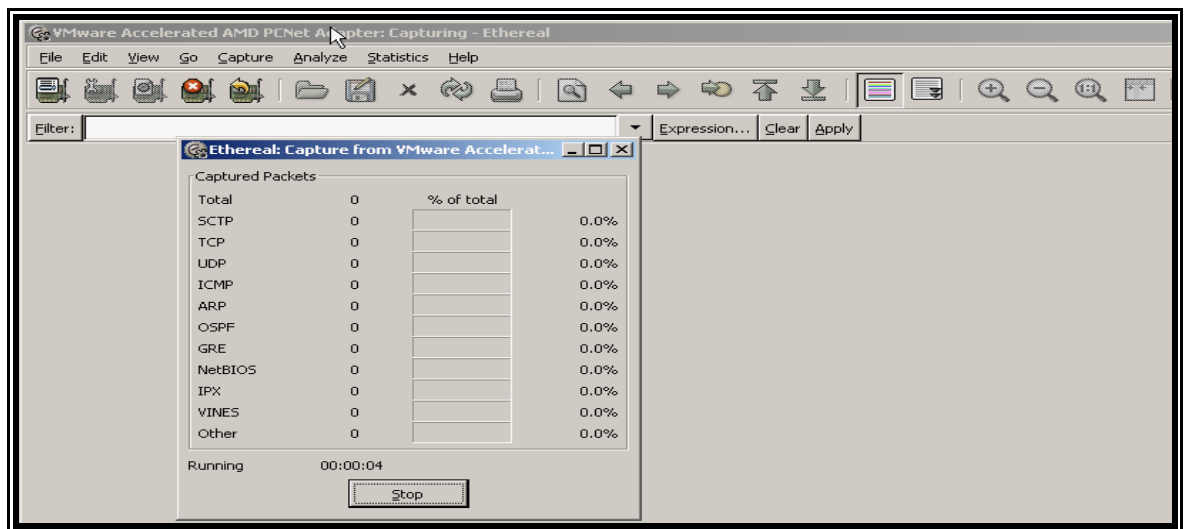 VMware Accelerated AMD PCNet Adapter: Capturing - Ethereal
File Edit View Go Capture Analyze Statistics Help
Filter: Expression... Clear Apply
Ethereal: Capture from VMware Accelerat...
Captured Packets
Total 0 % of total
SCTP 0 0.0%
TCP 0 0.0%
UDP 0 0.0%
ICMP 0 0.0%
ARP 0 0.0%
OSPF 0 0.0%
GRE 0 0.0%
NetBIOS 0 0.0%
IPX 0 0.0%
VINES 0 0.0%
Other 0 0.0%
Running 00:00:04
Stop